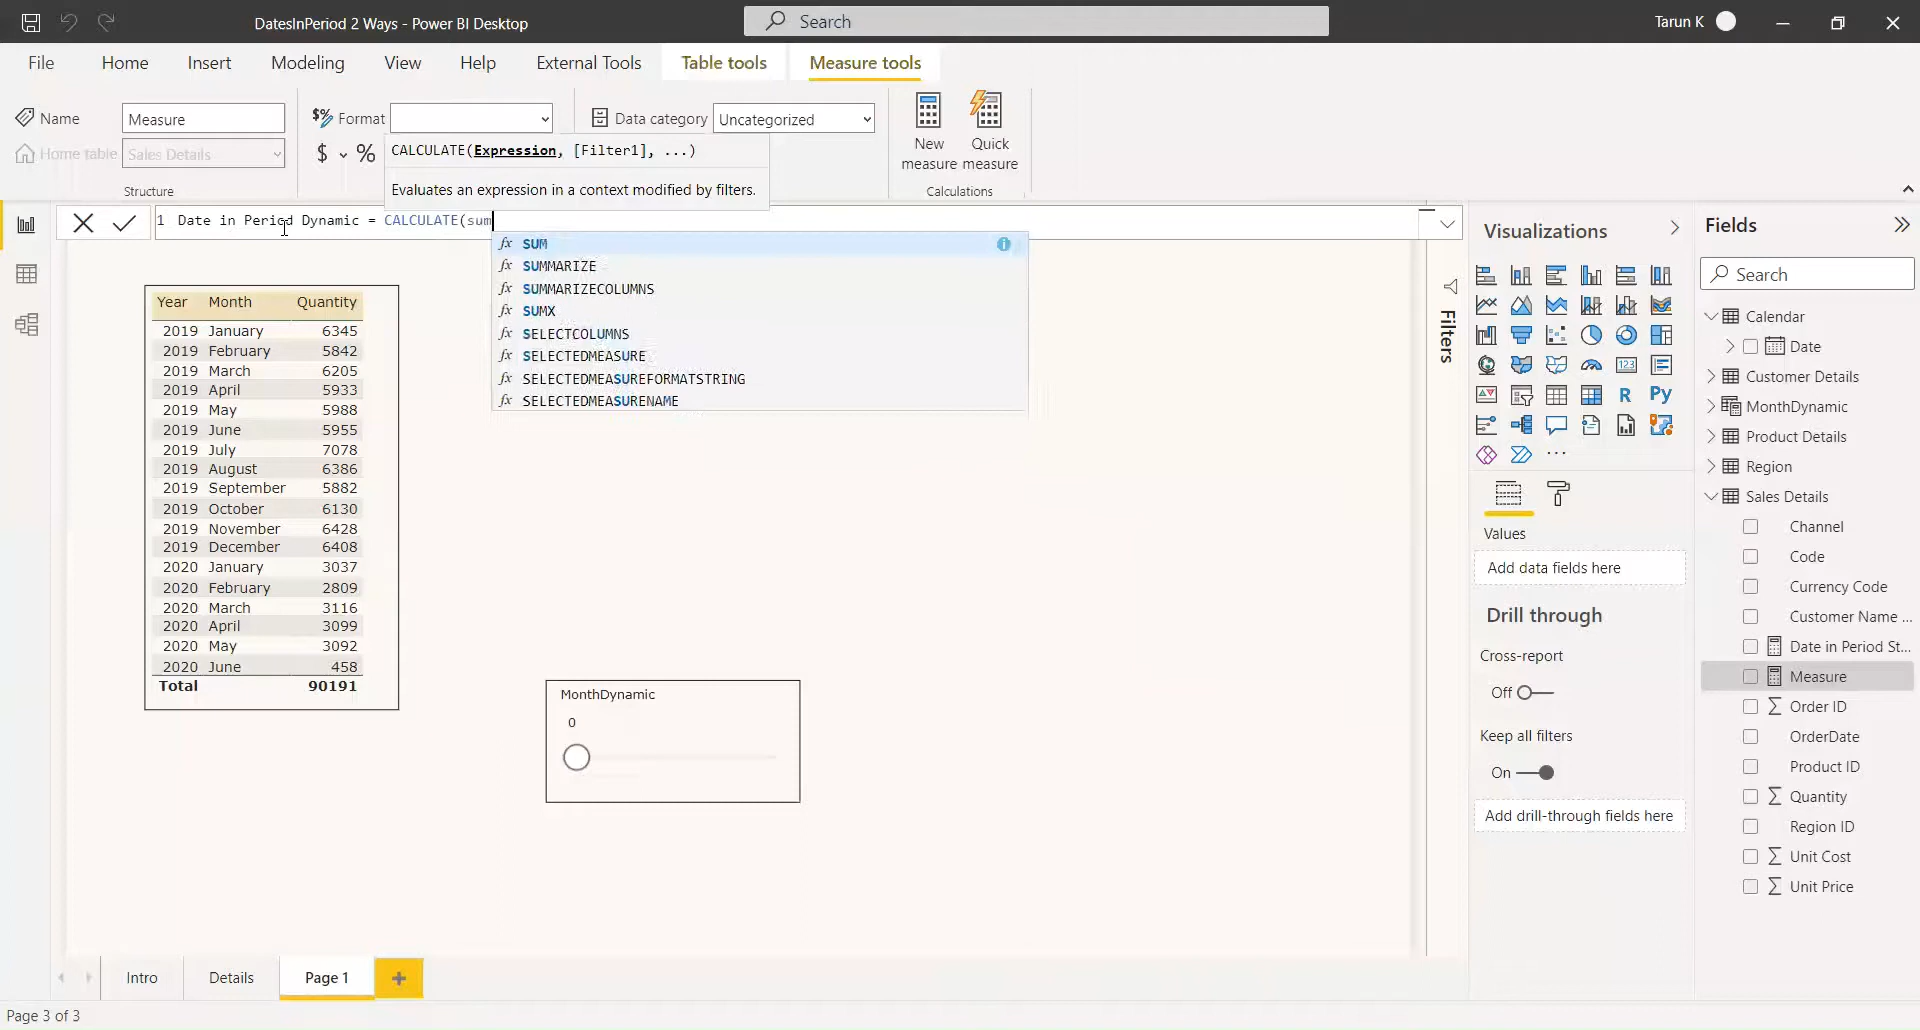 DatesInPeriod 2 Ways - Power BI Desktop
Search
Tarun K
File Home Insert Modeling View Help External Tools Table tools Measure tools
Name Measure
Home table Sales Details
Structure
$% Format
$ %
Data category Uncategorized
New measure
Quick measure
Calculations
CALCULATE(Expression, [Filter1], ...)
Evaluates an expression in a context modified by filters.
1 Date in Period Dynamic = CALCULATE(sum
fx SUM
fx SUMMARIZE
fx SUMMARIZECOLUMNS
fx SUMX
fx SELECTCOLUMNS
fx SELECTEDMEASURE
fx SELECTEDMEASUREFORMATSTRING
fx SELECTEDMEASURENAME
Year Month Quantity
2019 January 6345
2019 February 5842
2019 March 6205
2019 April 5933
2019 May 5988
2019 June 5955
2019 July 7078
2019 August 6386
2019 September 5882
2019 October 6130
2019 November 6428
2019 December 6408
2020 January 3037
2020 February 2809
2020 March 3116
2020 April 3099
2020 May 3092
2020 June 458
Total 90191
MonthDynamic
0
Filters
Visualizations
123
R Py
...
Values
Add data fields here
Drill through
Cross-report
Off
Keep all filters
On
Add drill-through fields here
Fields
Search
Calendar
Date
Customer Details
MonthDynamic
Product Details
Region
Sales Details
Channel
Code
Currency Code
Customer Name ...
Date in Period St...
Measure
Order ID
OrderDate
Product ID
Quantity
Region ID
Unit Cost
Unit Price
Intro Details Page 1 +
Page 3 of 3